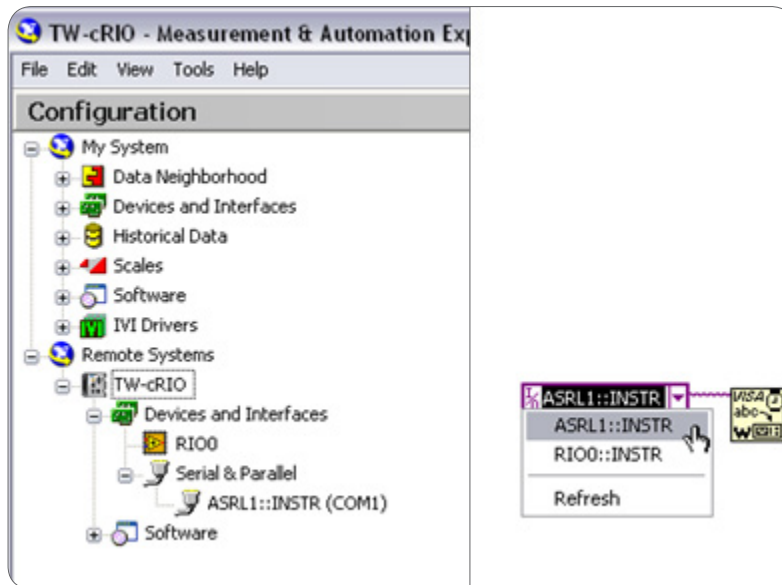 TW-cRIO - Measurement & Automation Exp
File Edit View Tools Help
Configuration
My System
Data Neighborhood
Devices and Interfaces
Historical Data
Scales
Software
IVI Drivers
Remote Systems
TW-cRIO
Devices and Interfaces
RIO0
Serial & Parallel
ASRL1::INSTR (COM1)
Software
ASRL1::INSTR
ASRL1::INSTR
RIO0::INSTR
Refresh
VISA
abc
W